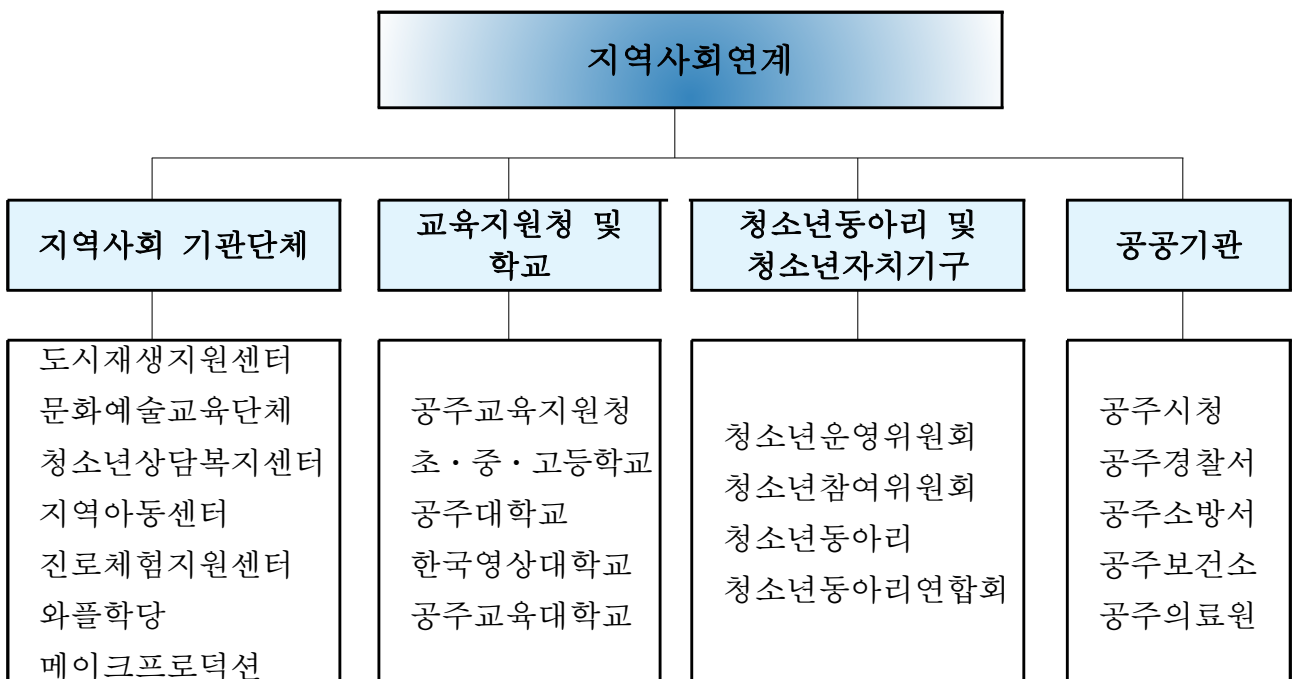 지역사회연계
지역사회 기관단체
교육지원청 및
학교
청소년동아리 및
청소년자치기구
공공기관
도시재생지원센터
문화예술교육단체
청소년상담복지센터
지역아동센터
진로체험지원센터
와플학당
메이크프로덕션
공주교육지원청
초・중・고등학교
공주대학교
한국영상대학교
공주교육대학교
청소년운영위원회
청소년참여위원회
청소년동아리
청소년동아리연합회
공주시청
공주경찰서
공주소방서
공주보건소
공주의료원